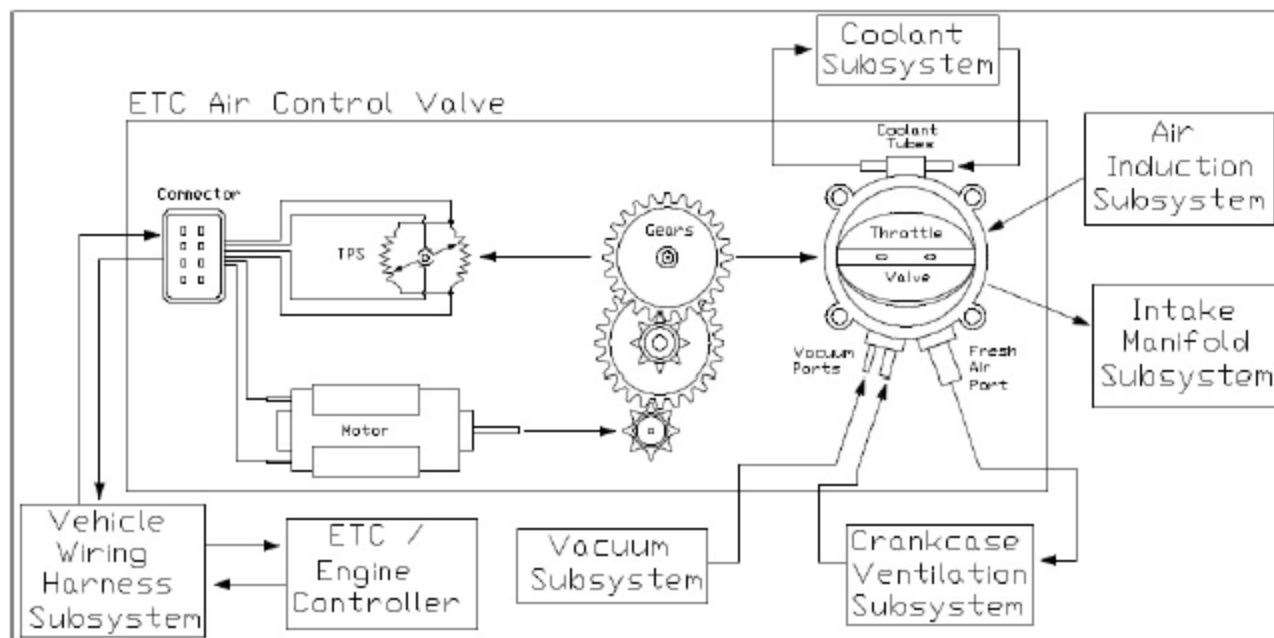 Coolant
Subsystem
ETC Air Control Valve
Coolant
Tubes
Air
Induction
Subsystem
Connector
Gears
Throttle
TPS
Valve
Intake
Manifold
Subsystem
Vacuum
Ports
Fresh
Air
Port
Motor
Vehicle
Wiring
Harness
Subsystem
ETC /
Engine
Controller
Vacuum
Subsystem
Crankcase
Ventilation
Subsystem